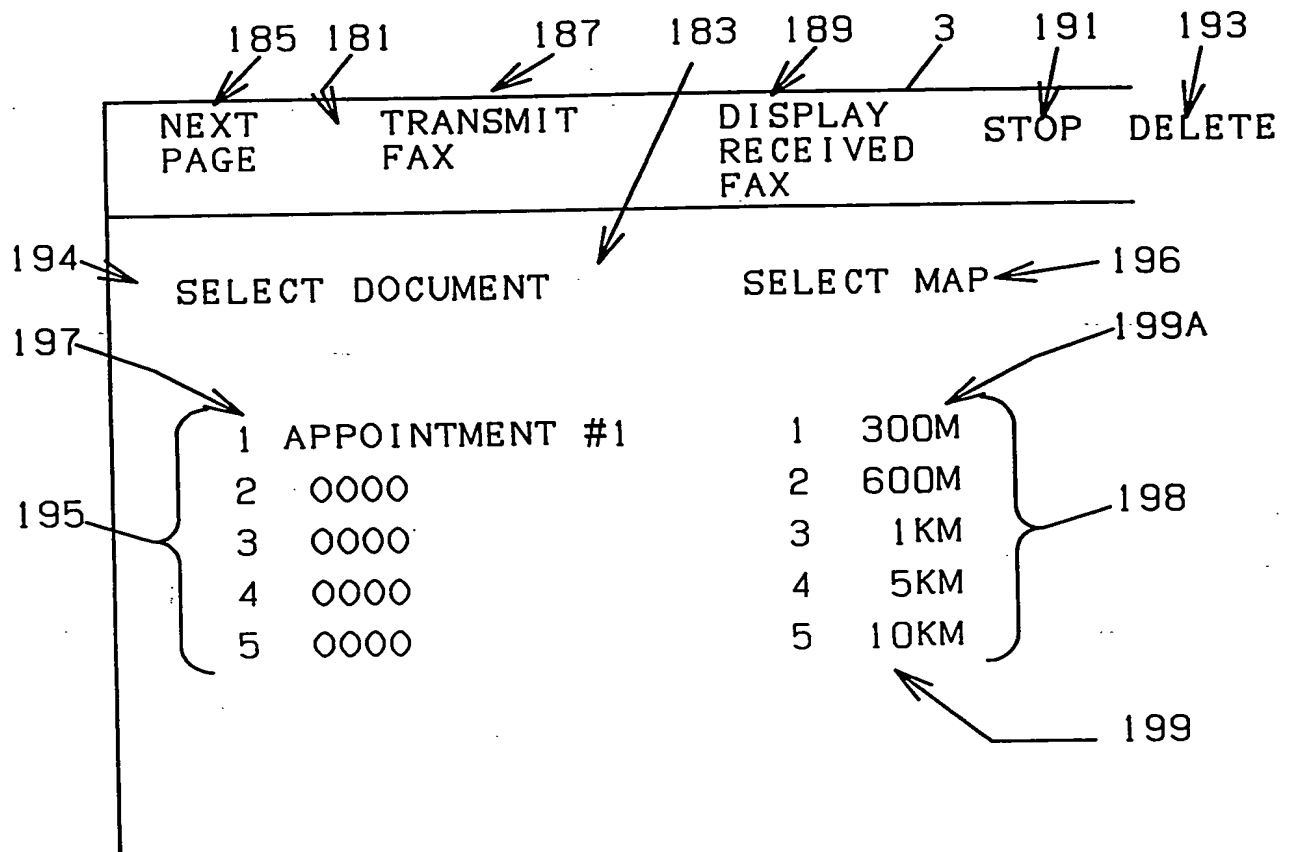 185 181 187 183 189 3 191 193
NEXT TRANSMIT DISPLAY STOP DELETE
PAGE FAX RECEIVED
FAX
194 SELECT DOCUMENT SELECT MAP 196
197 199A
1 APPOINTMENT #1 1 300M
2 0000 2 600M
195 3 0000 3 1KM 198
4 0000 4 5KM
5 0000 5 10KM
199